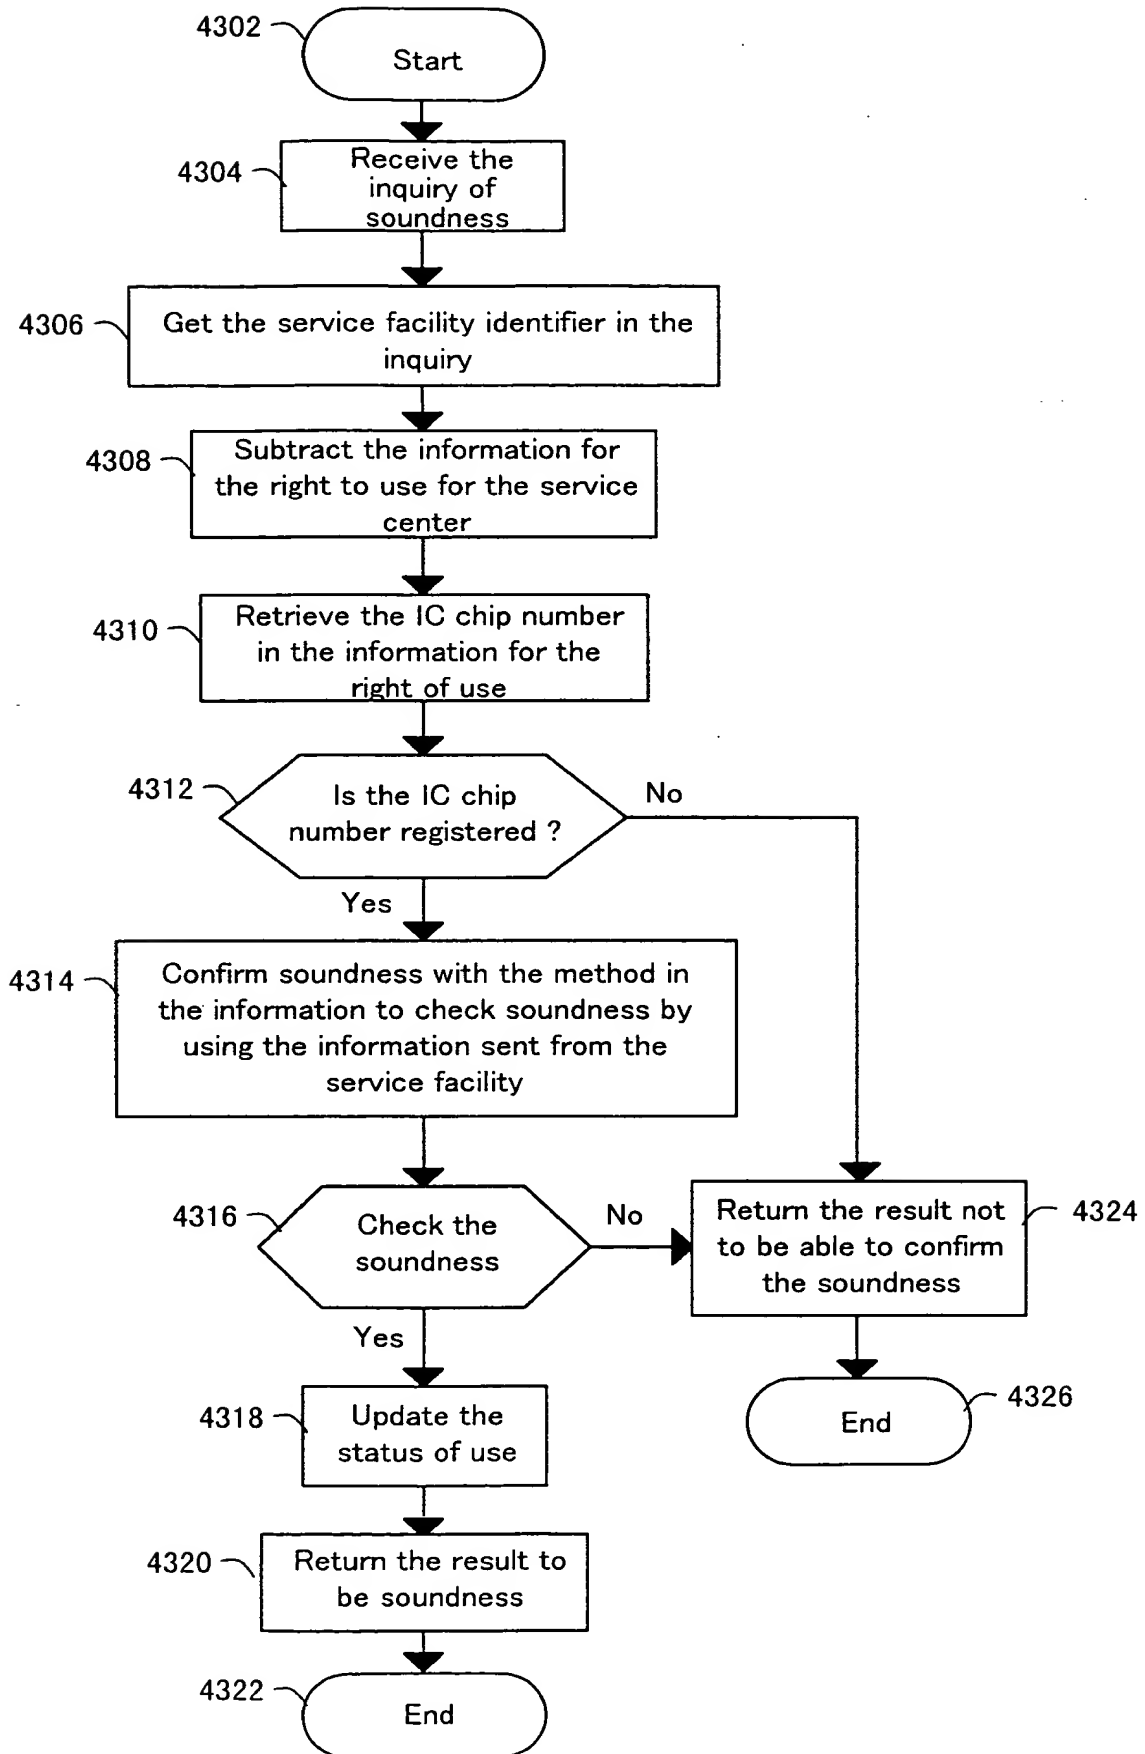 4302
Start
4304
Receive the
inquiry of
soundness
4306
Get the service facility identifier in the
inquiry
4308
Subtract the information for
the right to use for the service
center
4310
Retrieve the IC chip number
in the information for the
right of use
4312
Is the IC chip
number registered ?
No
Yes
4314
Confirm soundness with the method in
the information to check soundness by
using the information sent from the
service facility
4316
Check the
soundness
No
Return the result not
to be able to confirm
the soundness
4324
Yes
4318
Update the
status of use
End
4326
4320
Return the result to
be soundness
4322
End